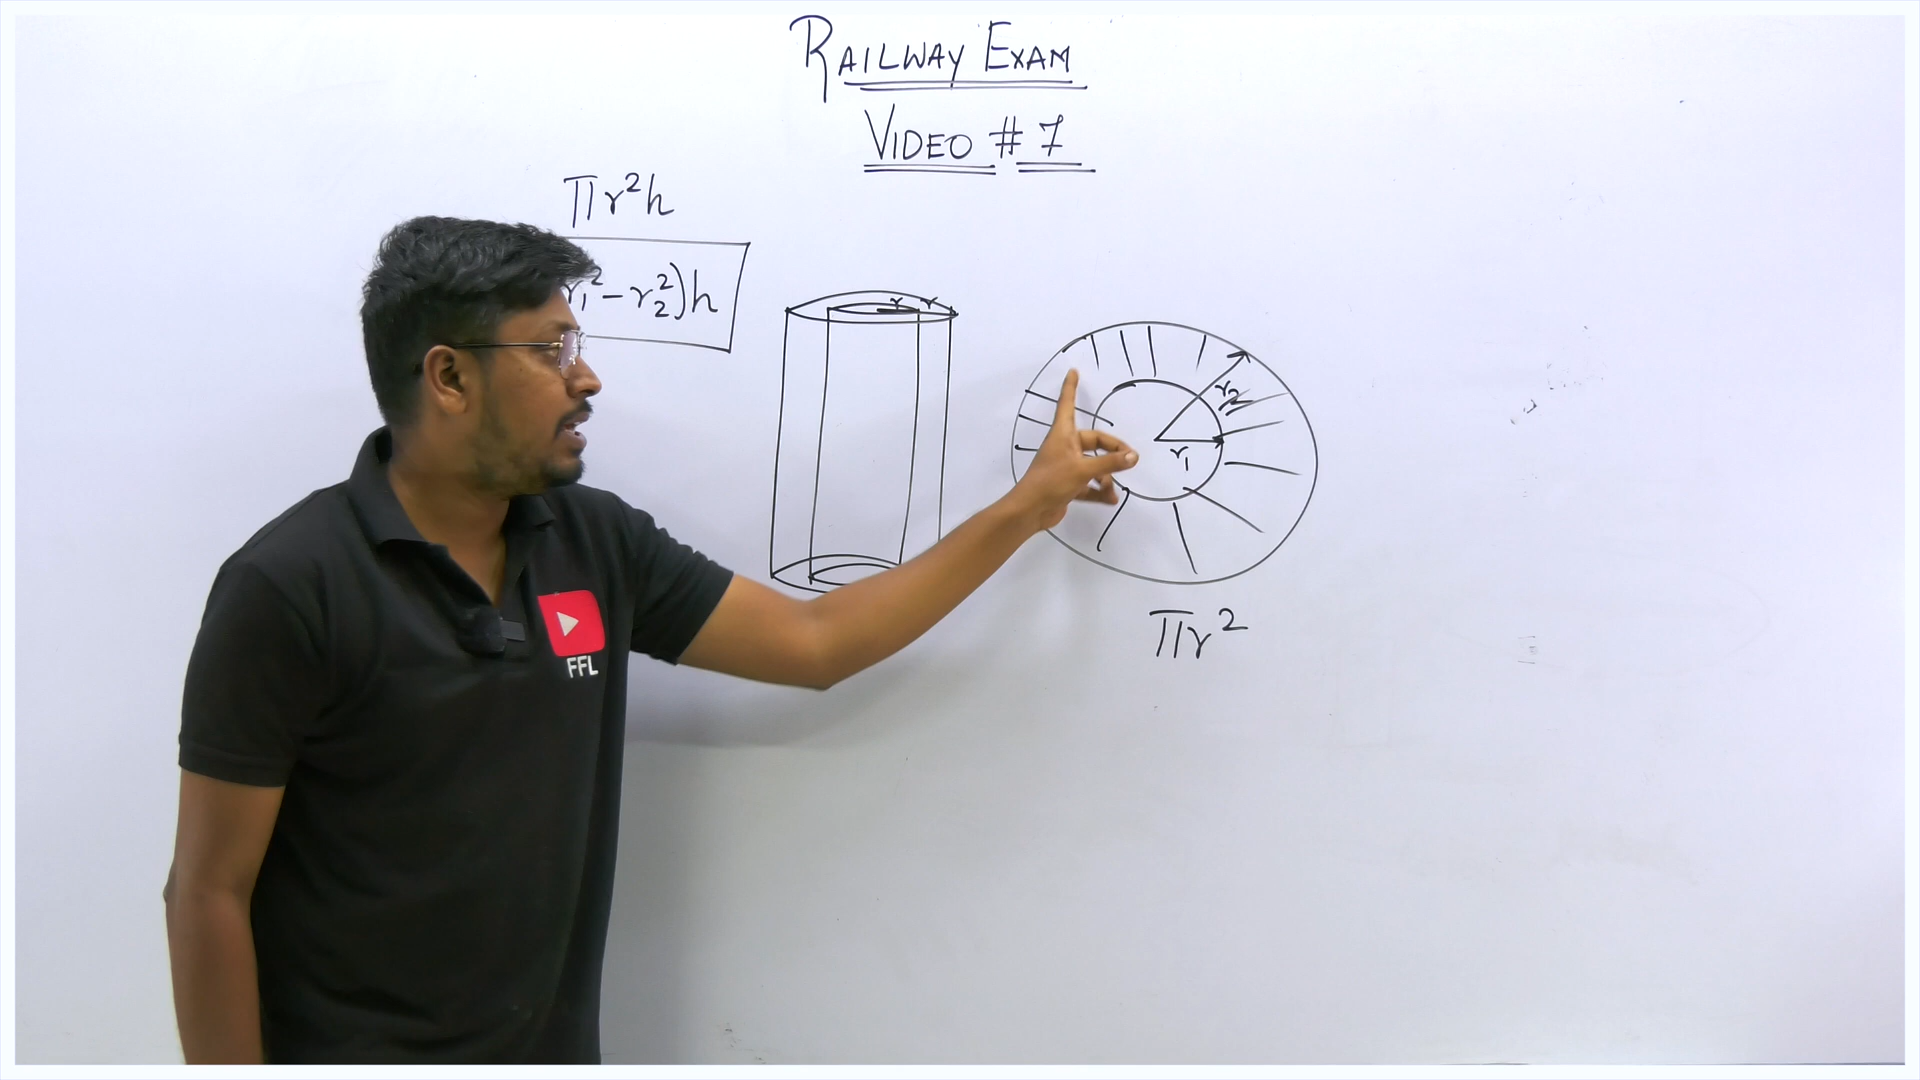 RAILWAY EXAM
VIDEO # 7
πr²h
r₁² - r₂²)h
r r
r₂
r₁
πr²
FFL